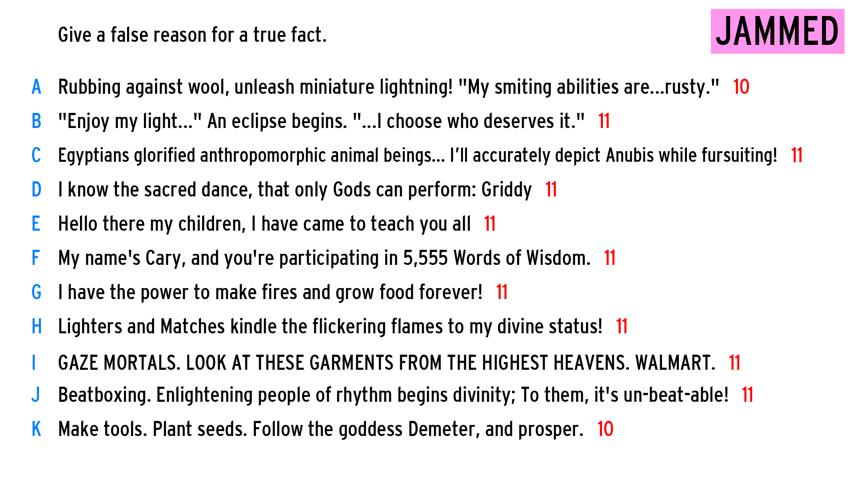 Give a false reason for a true fact.
JAMMED
A Rubbing against wool, unleash miniature lightning! "My smiting abilities are...rusty." 10
B "Enjoy my light..." An eclipse begins. "...I choose who deserves it." 11
C Egyptians glorified anthropomorphic animal beings... I'll accurately depict Anubis while fursuiting! 11
D I know the sacred dance, that only Gods can perform: Griddy 11
E Hello there my children, I have came to teach you all 11
F My name's Cary, and you're participating in 5,555 Words of Wisdom. 11
G I have the power to make fires and grow food forever! 11
H Lighters and Matches kindle the flickering flames to my divine status! 11
I GAZE MORTALS. LOOK AT THESE GARMENTS FROM THE HIGHEST HEAVENS. WALMART. 11
J Beatboxing. Enlightening people of rhythm begins divinity; To them, it's un-beat-able! 11
K Make tools. Plant seeds. Follow the goddess Demeter, and prosper. 10